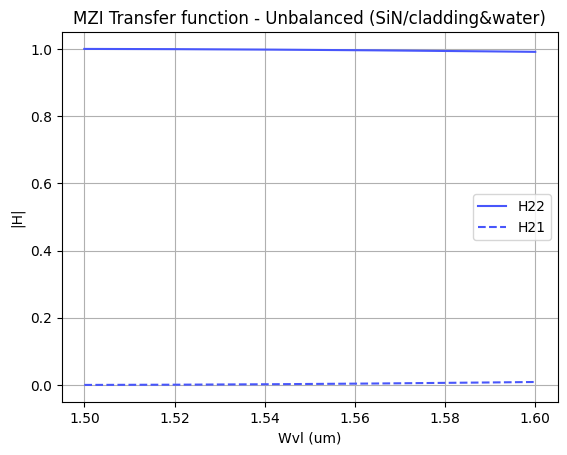 MZI Transfer function - Unbalanced (SiN/cladding&water)
|H|
1.0
0.8
0.6
0.4
0.2
0.0
H22
H21
1.50 1.52 1.54 1.56 1.58 1.60
Wvl (um)